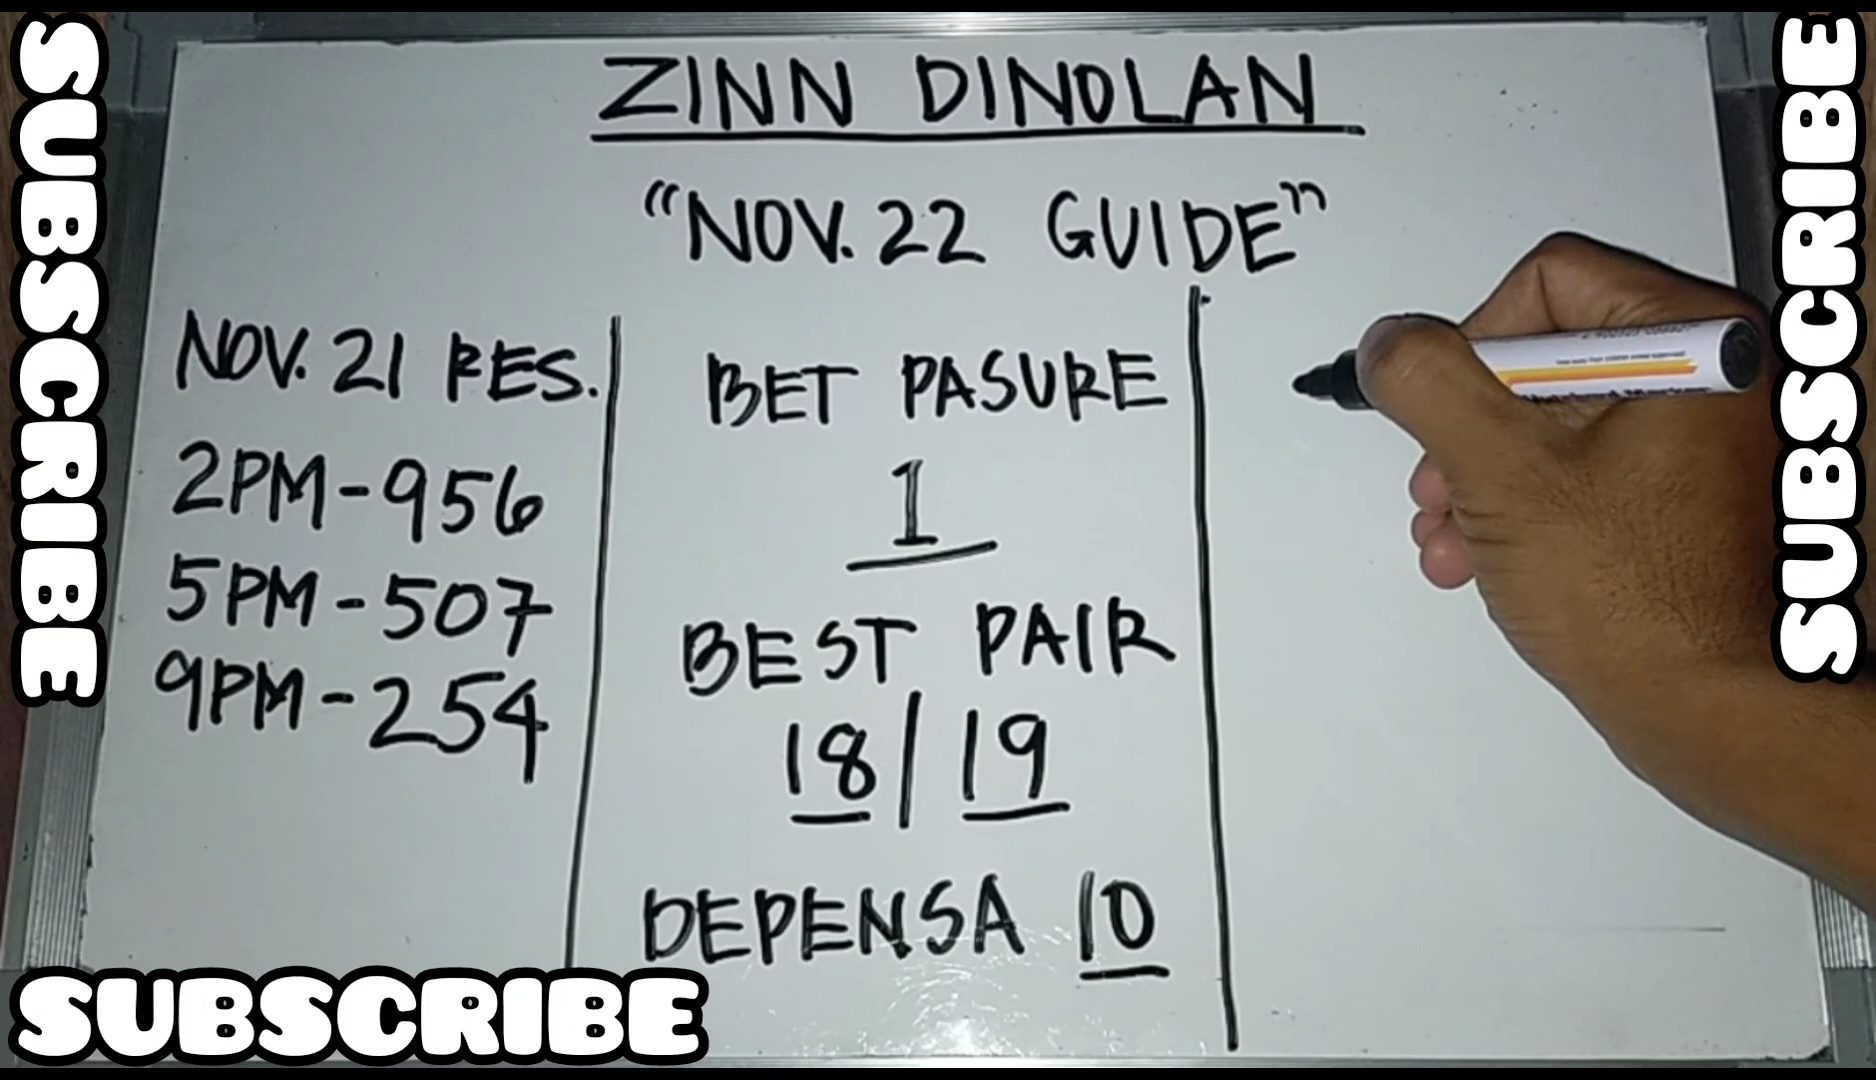 SUBSCRIBE
ZINN DINOLAN
"NOV. 22 GUIDE"
NOV. 21 RES.
2PM-956
5PM-507
9PM-254
BET PASURE
1
BEST PAIR
18/19
DEPENSA 10
SUBSCRIBE
SUBSCRIBE